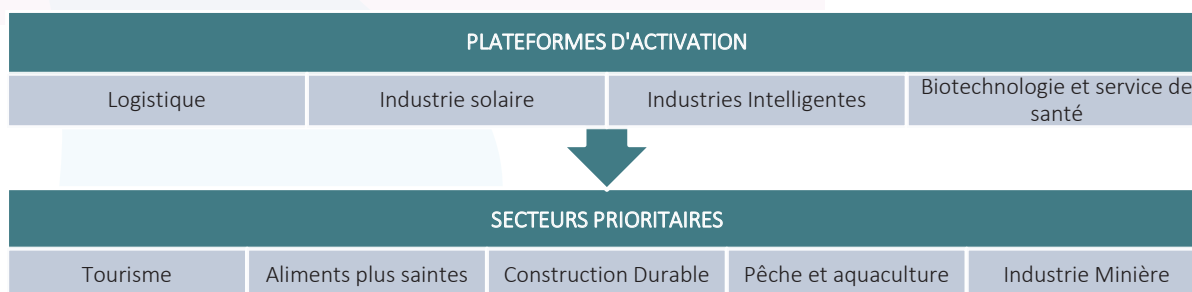 PLATEFORMES D'ACTIVATION
Logistique
Industrie solaire
Industries Intelligentes
Biotechnologie et service de
santé
SECTEURS PRIORITAIRES
Tourisme
Aliments plus saintes
Construction Durable
Pêche et aquaculture
Industrie Minière